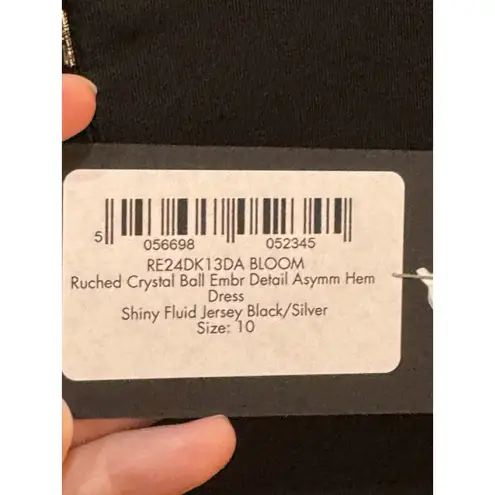 5 056698 052345
RE24DK13DA BLOOM
Ruched Crystal Ball Embr Detail Asymm Hem
Dress
Shiny Fluid Jersey Black/Silver
Size: 10